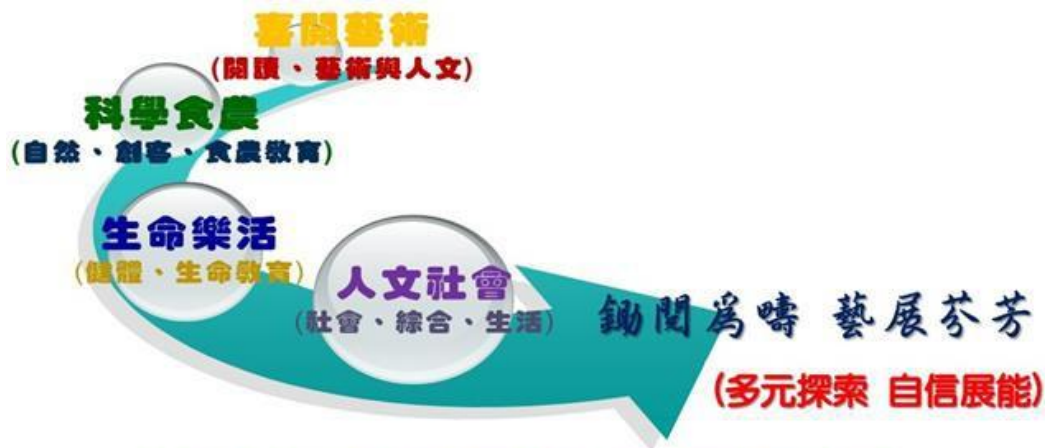 喜閱藝術
(閱讀、藝術與人文)
科學食農
(自然、創客、食農教育)
生命樂活
(健體、生命教育)
人文社會
(社會、綜合、生活)
鋤閱為疇 藝展芬芳
(多元探索 自信展能)